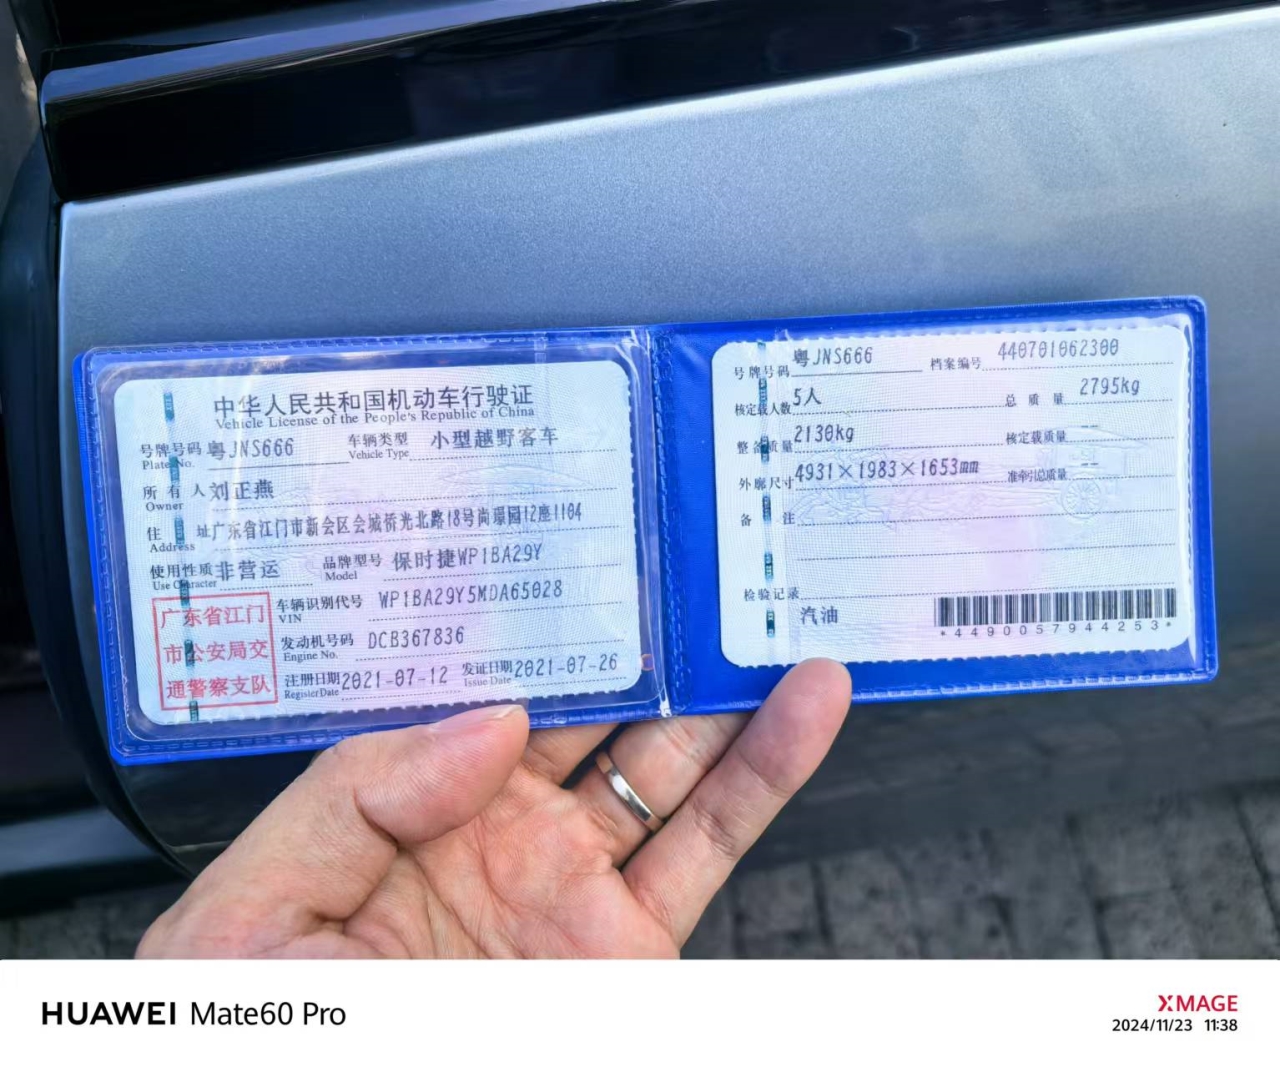 中华人民共和国机动车行驶证
Vehicle License of the People's Republic of China
号牌号码 粤JNS666 车辆类型 小型越野客车
Plate No. Vehicle Type
所有人 刘正燕
Owner
住址 广东省江门市新会区会城侨光北路18号尚璟园12座1104
Address
使用性质 非营运 品牌型号 保时捷WP1BA29Y
Use Character Model
广东省江门
市公安局交
通警察支队
车辆识别代号 WP1BA29Y5MDA65028
VIN
发动机号码 DCB367836
Engine No.
注册日期 2021-07-12 发证日期 2021-07-26
Register Date Issue Date
号牌号码 粤JNS666 档案编号 440701062300
核定载人数 5人 总质量 2795kg
整备质量 2130kg 核定载质量 --
外廓尺寸 4931×1983×1653mm 准牵引总质量 --
备注
检验记录
汽油
*4490057944253*
HUAWEI Mate60 Pro
XMAGE
2024/11/23 11:38